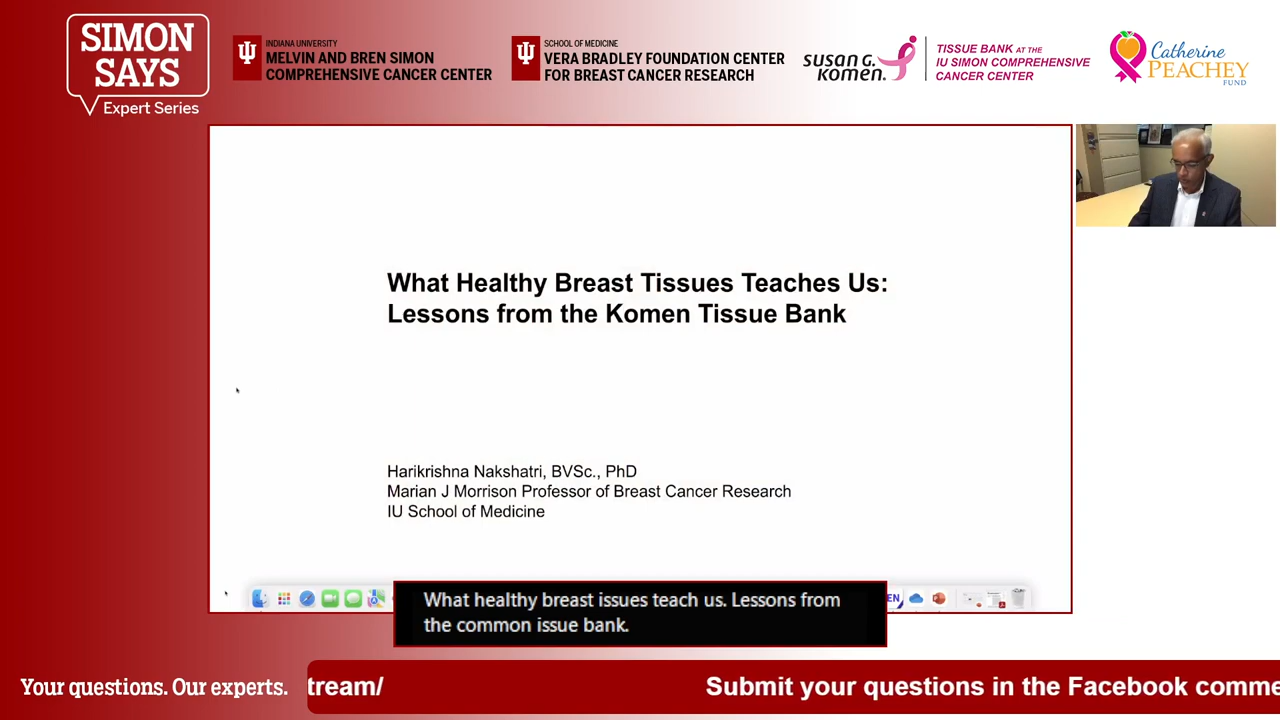 SIMON
SAYS
Expert Series
INDIANA UNIVERSITY
MELVIN AND BREN SIMON
COMPREHENSIVE CANCER CENTER
SCHOOL OF MEDICINE
VERA BRADLEY FOUNDATION CENTER
FOR BREAST CANCER RESEARCH
SUSAN G.
komen.
TISSUE BANK AT THE
IU SIMON COMPREHENSIVE
CANCER CENTER
Catherine
PEACHEY
FUND
What Healthy Breast Tissues Teaches Us:
Lessons from the Komen Tissue Bank
Harikrishna Nakshatri, BVSc., PhD
Marian J Morrison Professor of Breast Cancer Research
IU School of Medicine
EN
What healthy breast issues teach us. Lessons from
the common issue bank.
Your questions. Our experts.
tream/
Submit your questions in the Facebook comme